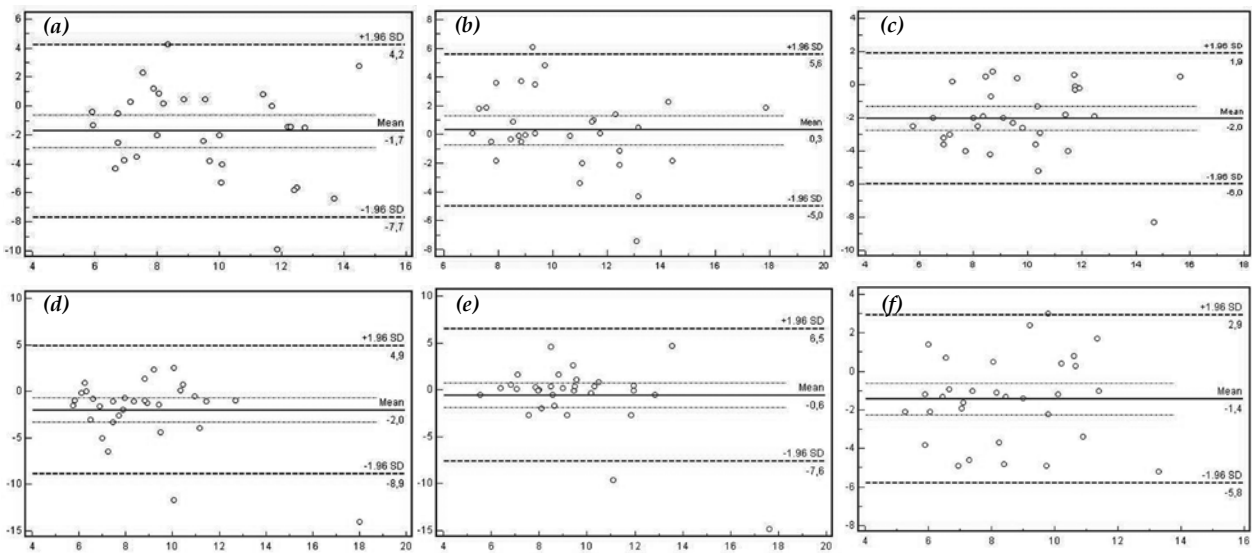 (a)
6
4
2
0
-2
-4
-6
-8
-10
+1.96 SD
4,2
Mean
-1,7
-1.96 SD
-7,7
4 6 8 10 12 14 16
(b)
8
6
4
2
0
-2
-4
-6
-8
+1.96 SD
5,6
Mean
0,3
-1.96 SD
-5,0
4 6 8 10 12 14 16 18 20
(c)
4
2
0
-2
-4
-6
-8
-10
+1.96 SD
1,9
Mean
-2,0
-1.96 SD
-6,0
4 6 8 10 12 14 16 18
(d)
10
5
0
-5
-10
-15
+1.96 SD
4,9
Mean
-2,0
-1.96 SD
-8,9
4 6 8 10 12 14 16 18 20
(e)
10
5
0
-5
-10
-15
+1.96 SD
6,5
Mean
-0,6
-1.96 SD
-7,6
4 6 8 10 12 14 16 18 20
(f)
4
2
0
-2
-4
-6
-8
+1.96 SD
2,9
Mean
-1,4
-1.96 SD
-5,8
4 6 8 10 12 14 16